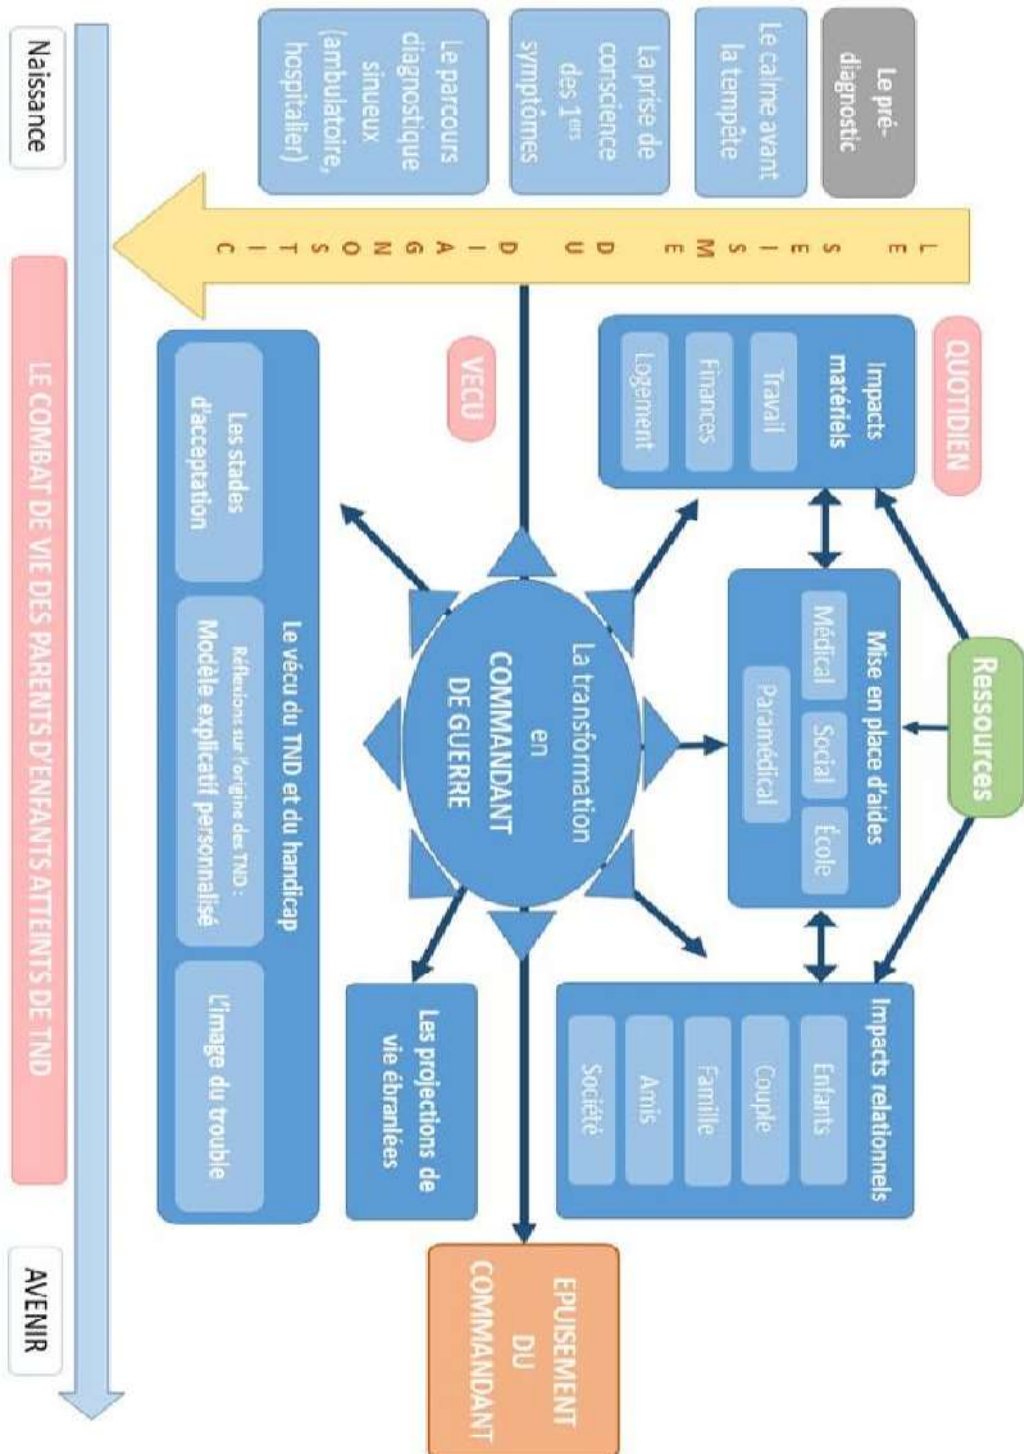 Le pré-
diagnostic
Le calme avant
la tempête
La prise de
conscience
des 1ers
symptômes
Le parcours
diagnostique
sinueux
(ambulatoire,
hospitalier)
LE SEISME DU DIAGNOSTIC
QUOTIDIEN
Impacts
matériels
Travail
Finances
Logement
VECU
Ressources
Mise en place d'aides
Médical
Social
École
Paramédical
Impacts relationnels
Enfants
Couple
Famille
Amis
Société
La transformation
en
COMMANDANT
DE GUERRE
Les projections de
vie ébranlées
Le vécu du TND et du handicap
Les stades
d'acceptation
Réflexions sur l'origine des TND :
Modèle explicatif personnalisé
L'image du trouble
EPUISEMENT
DU
COMMANDANT
Naissance
LE COMBAT DE VIE DES PARENTS D'ENFANTS ATTEINTS DE TND
AVENIR